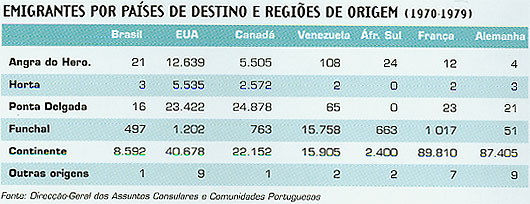 EMIGRANTES POR PAÍSES DE DESTINO E REGIÕES DE ORIGEM (1970-1979)
Brasil EUA Canadá Venezuela Áfr. Sul França Alemanha
Angra do Hero. 21 12.639 5.505 108 24 12 4
Horta 3 5.535 2.572 2 0 2 3
Ponta Delgada 16 23.422 24.878 65 0 23 21
Funchal 497 1.202 763 15.758 663 1 017 51
Continente 8.592 40.678 22.152 15.905 2.400 89.810 87.405
Outras origens 1 9 1 2 2 7 9
Fonte: Direcção-Geral dos Assuntos Consulares e Comunidades Portuguesas